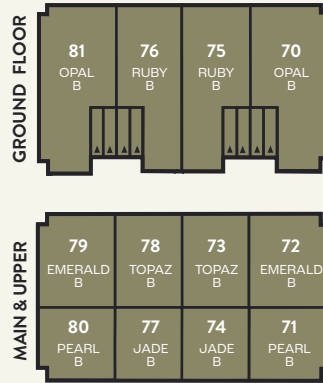 GROUND FLOOR
81 76 75 70
OPAL RUBY RUBY OPAL
B B B B
MAIN & UPPER
79 78 73 72
EMERALD TOPAZ TOPAZ EMERALD
B B B B
80 77 74 71
PEARL JADE JADE PEARL
B B B B